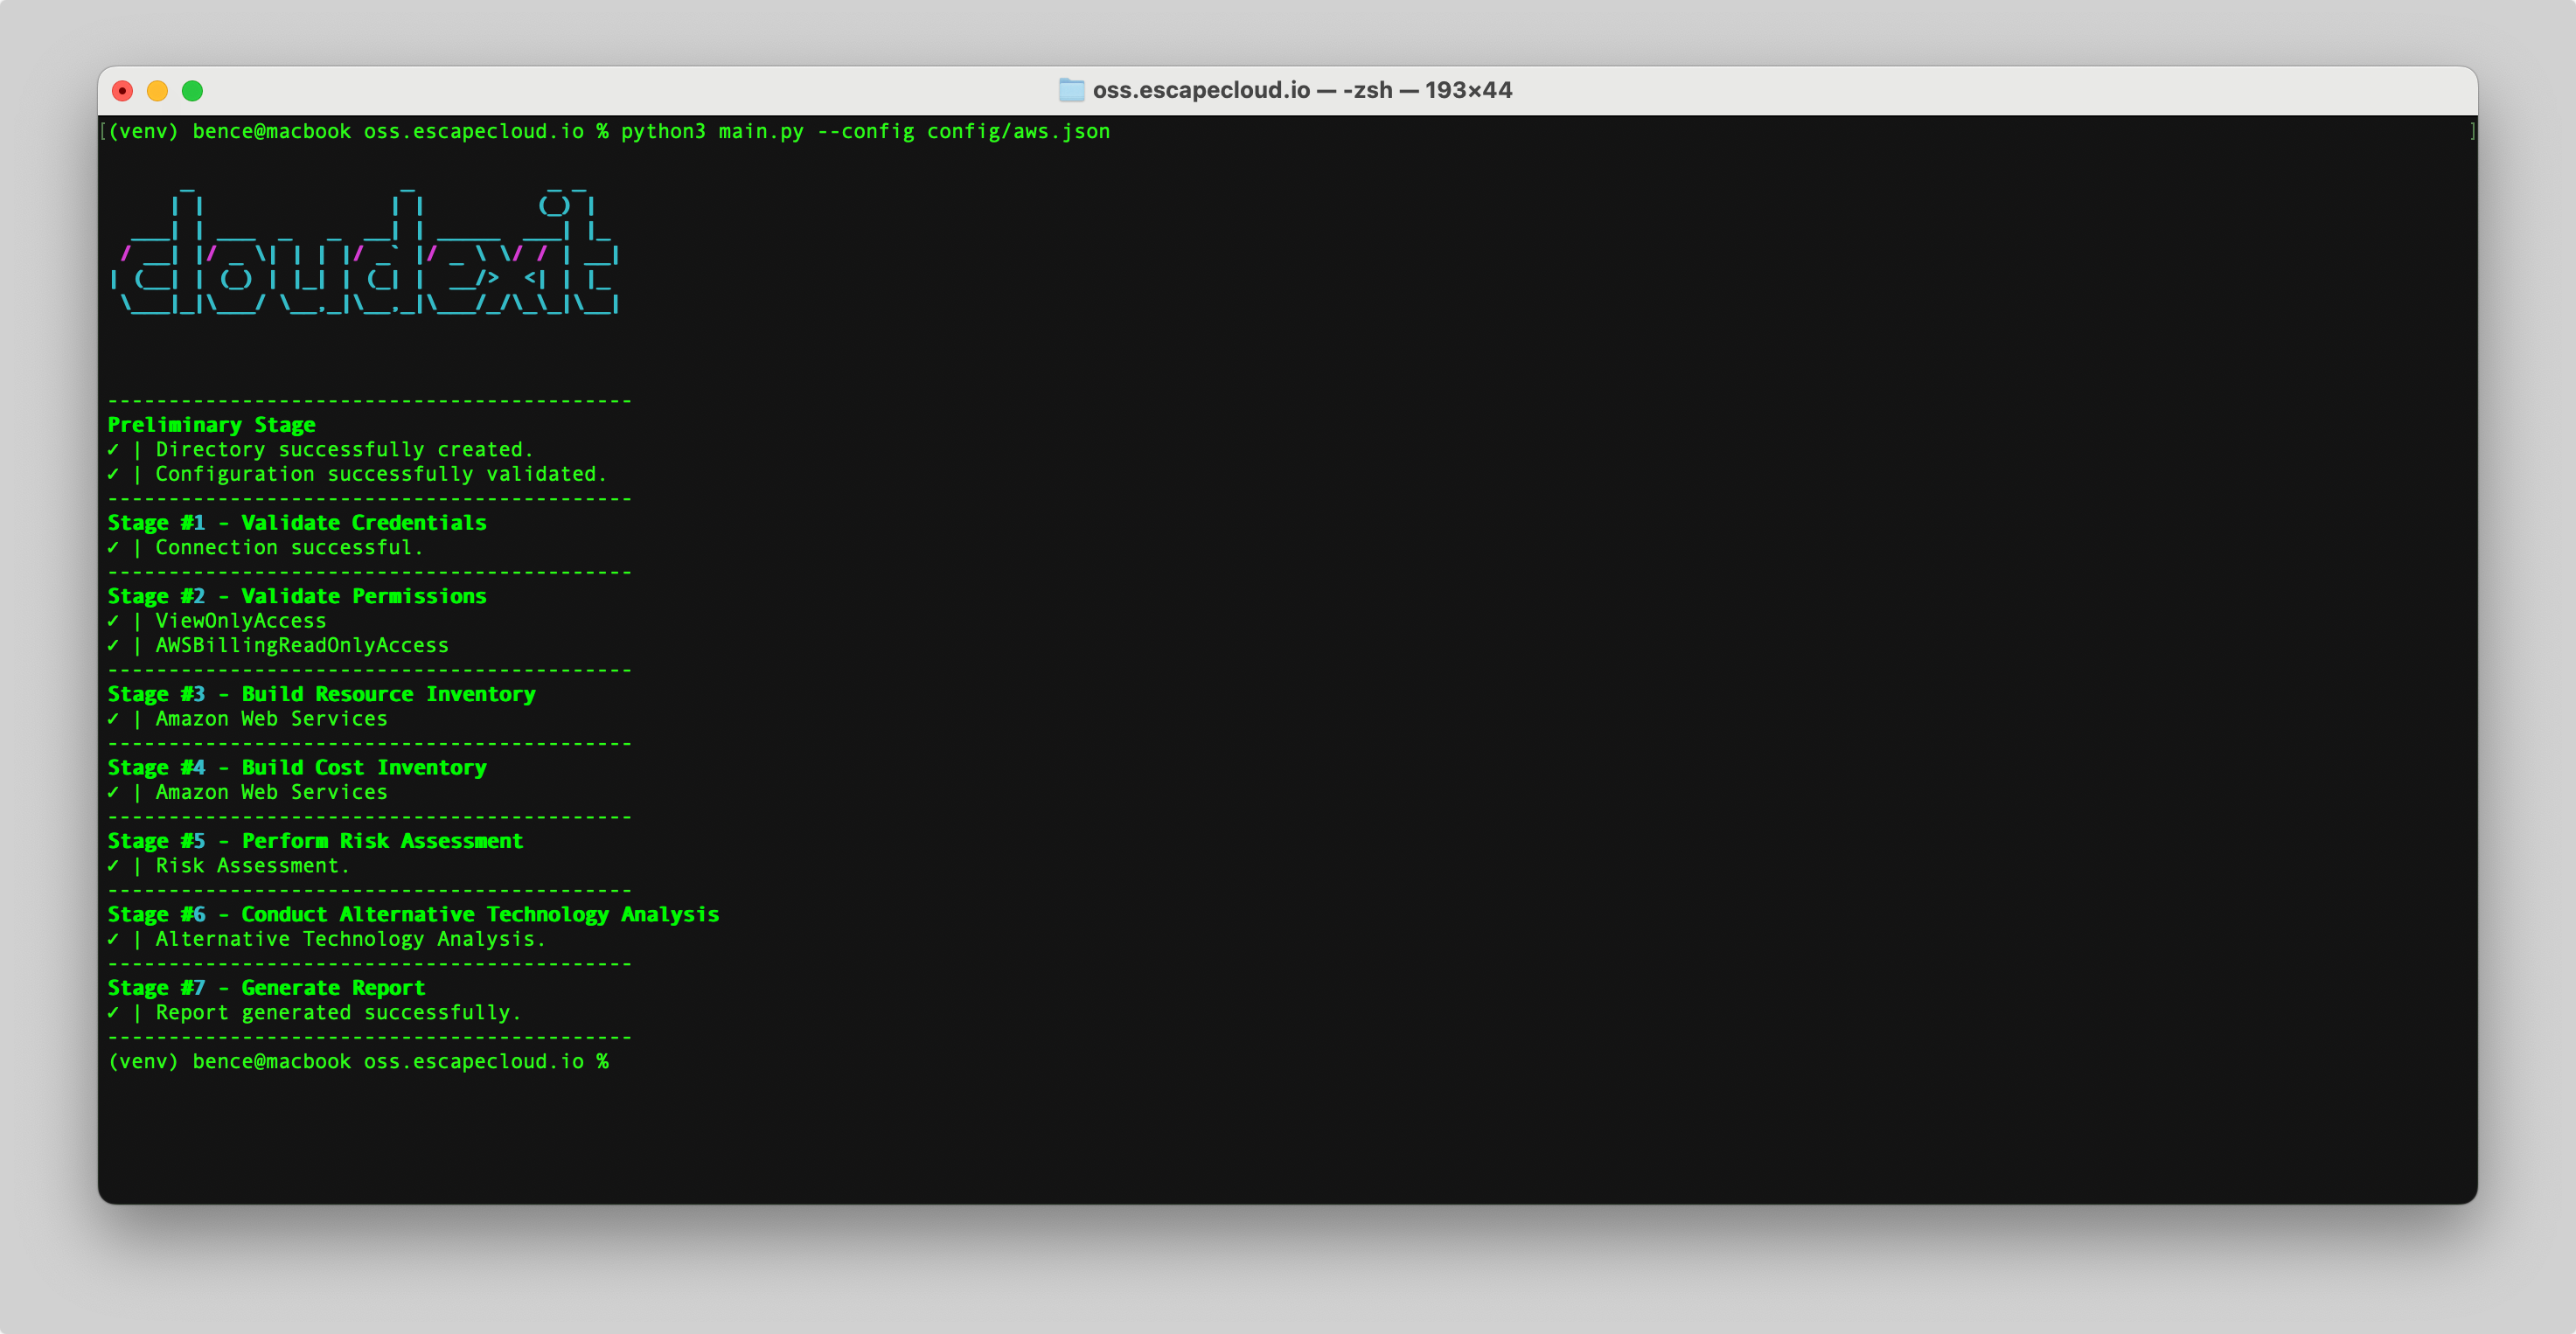 oss.escapecloud.io — -zsh — 193×44
[(venv) bence@macbook oss.escapecloud.io % python3 main.py --config config/aws.json ]
cloudexit
-------------------------------------------
Preliminary Stage
✓ | Directory successfully created.
✓ | Configuration successfully validated.
-------------------------------------------
Stage #1 - Validate Credentials
✓ | Connection successful.
-------------------------------------------
Stage #2 - Validate Permissions
✓ | ViewOnlyAccess
✓ | AWSBillingReadOnlyAccess
-------------------------------------------
Stage #3 - Build Resource Inventory
✓ | Amazon Web Services
-------------------------------------------
Stage #4 - Build Cost Inventory
✓ | Amazon Web Services
-------------------------------------------
Stage #5 - Perform Risk Assessment
✓ | Risk Assessment.
-------------------------------------------
Stage #6 - Conduct Alternative Technology Analysis
✓ | Alternative Technology Analysis.
-------------------------------------------
Stage #7 - Generate Report
✓ | Report generated successfully.
-------------------------------------------
(venv) bence@macbook oss.escapecloud.io %